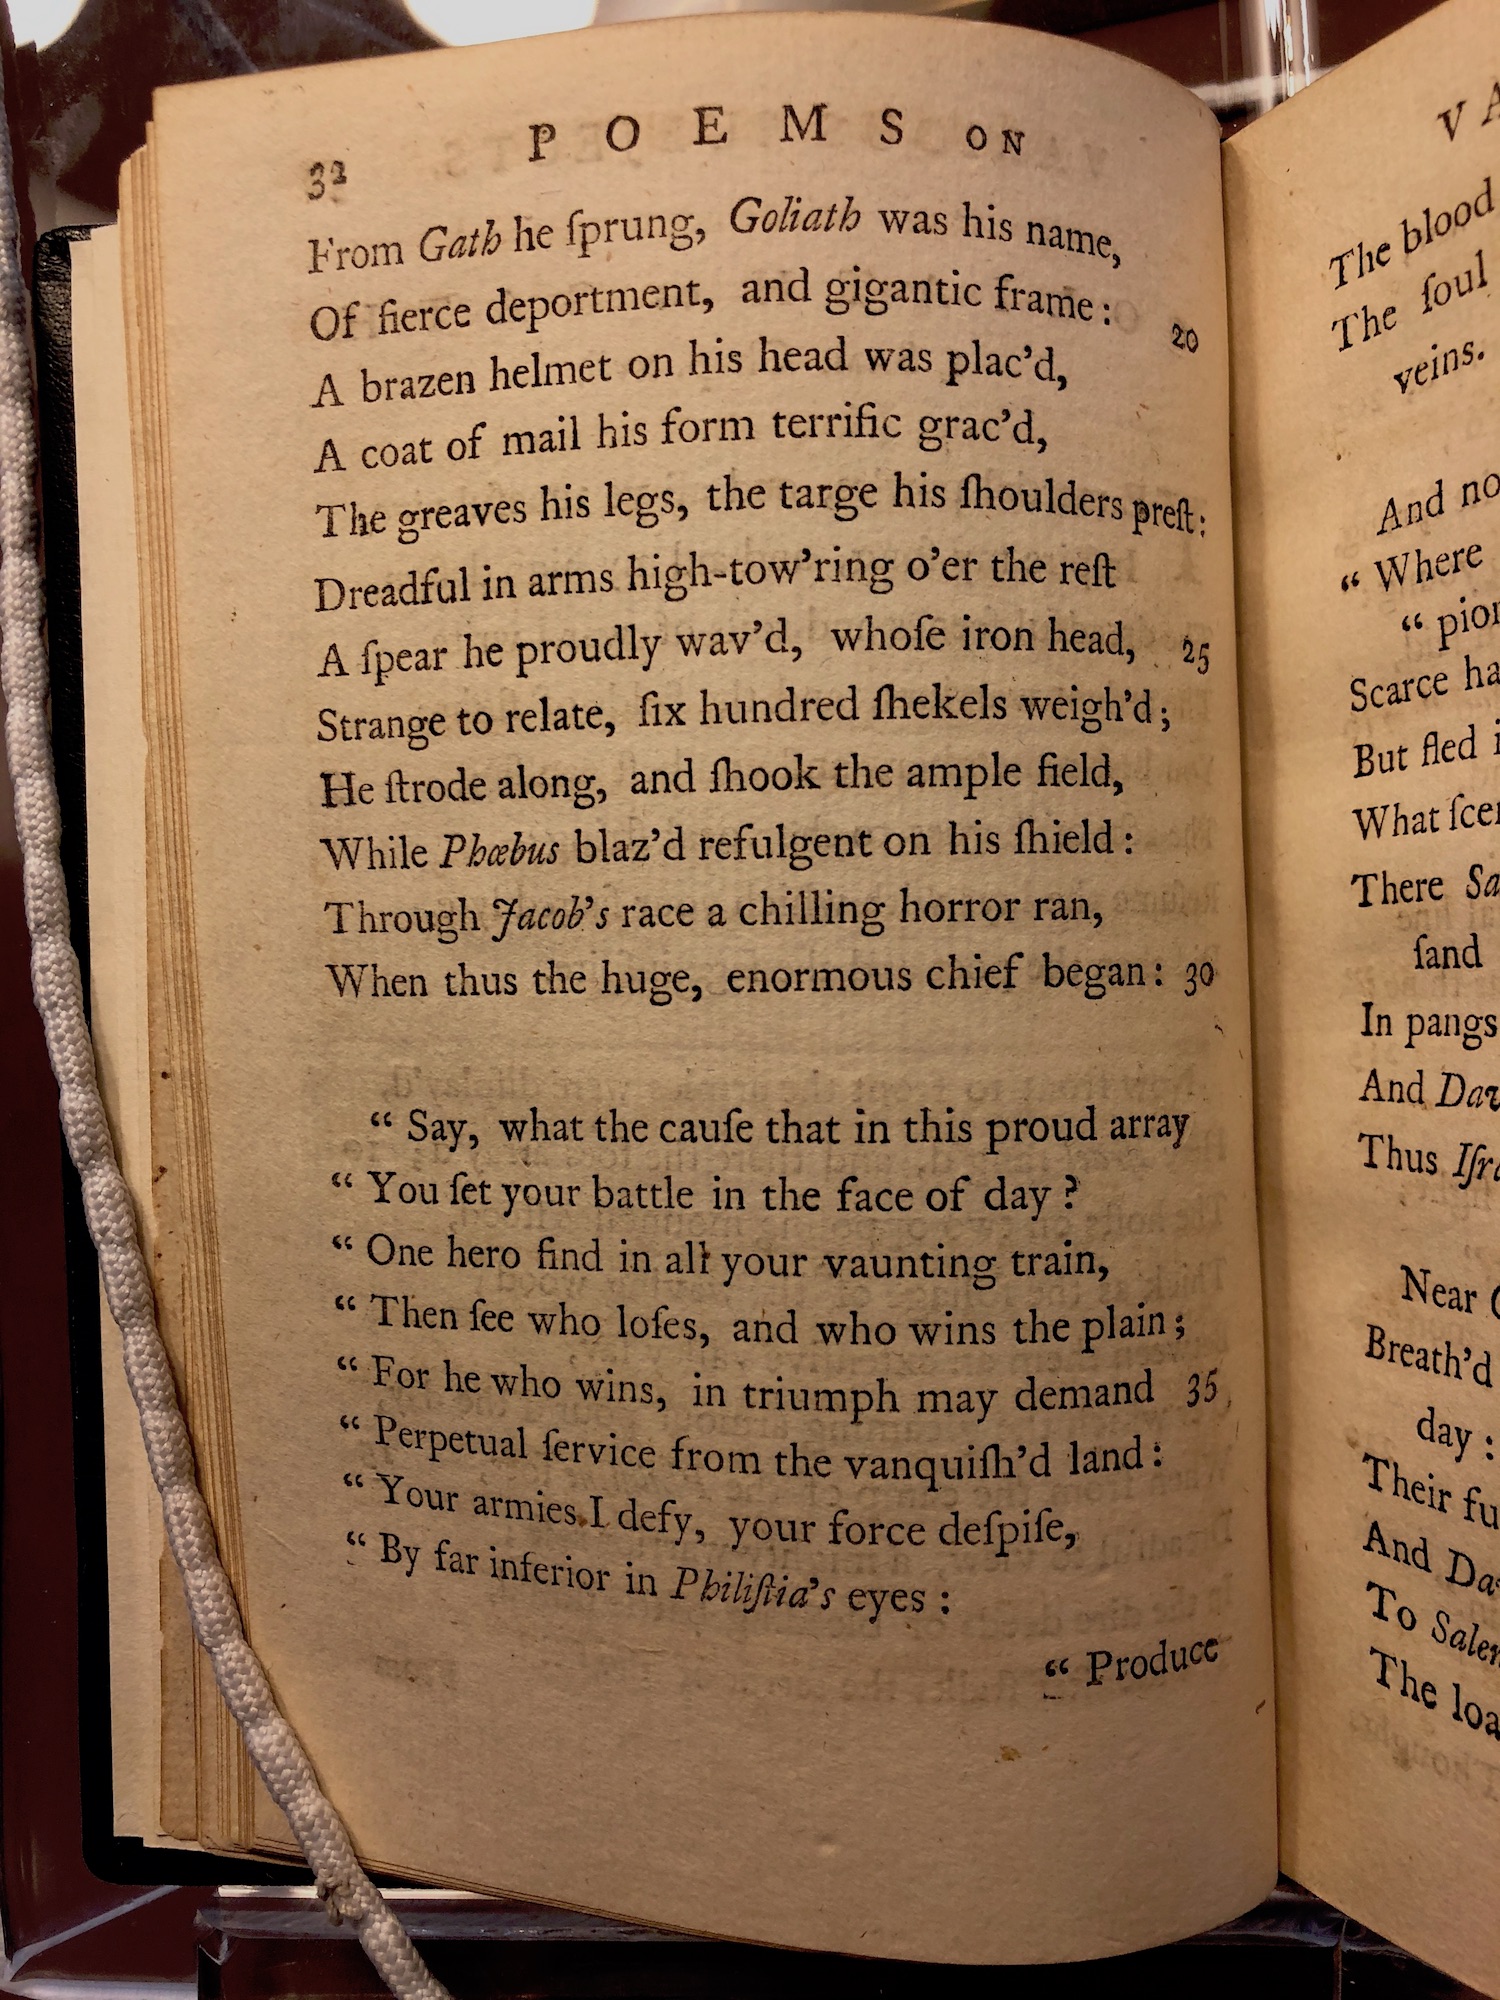 32
POEMS ON
From Gath he ſprung, Goliath was his name,
Of fierce deportment, and gigantic frame: 20
A brazen helmet on his head was plac'd,
A coat of mail his form terrific grac'd,
The greaves his legs, the targe his ſhoulders preſt:
Dreadful in arms high-tow'ring o'er the reſt
A ſpear he proudly wav'd, whoſe iron head, 25
Strange to relate, ſix hundred ſhekels weigh'd;
He ſtrode along, and ſhook the ample field,
While Phœbus blaz'd refulgent on his ſhield:
Through Jacob's race a chilling horror ran,
When thus the huge, enormous chief began: 30
“ Say, what the cauſe that in this proud array
“ You ſet your battle in the face of day?
“ One hero find in all your vaunting train,
“ Then ſee who loſes, and who wins the plain;
“ For he who wins, in triumph may demand 35
“ Perpetual ſervice from the vanquiſh'd land:
“ Your armies I defy, your force deſpiſe,
“ By far inferior in Philiſtia's eyes:
“ Produce
The blood
The ſoul
veins.
And no
“ Where
“ pio
Scarce ha
But fled i
What ſce
There Sa
ſand
In pangs
And Da
Thus Iſr
Near
Breath'd
day:
Their fu
And Da
To Sale
The loa